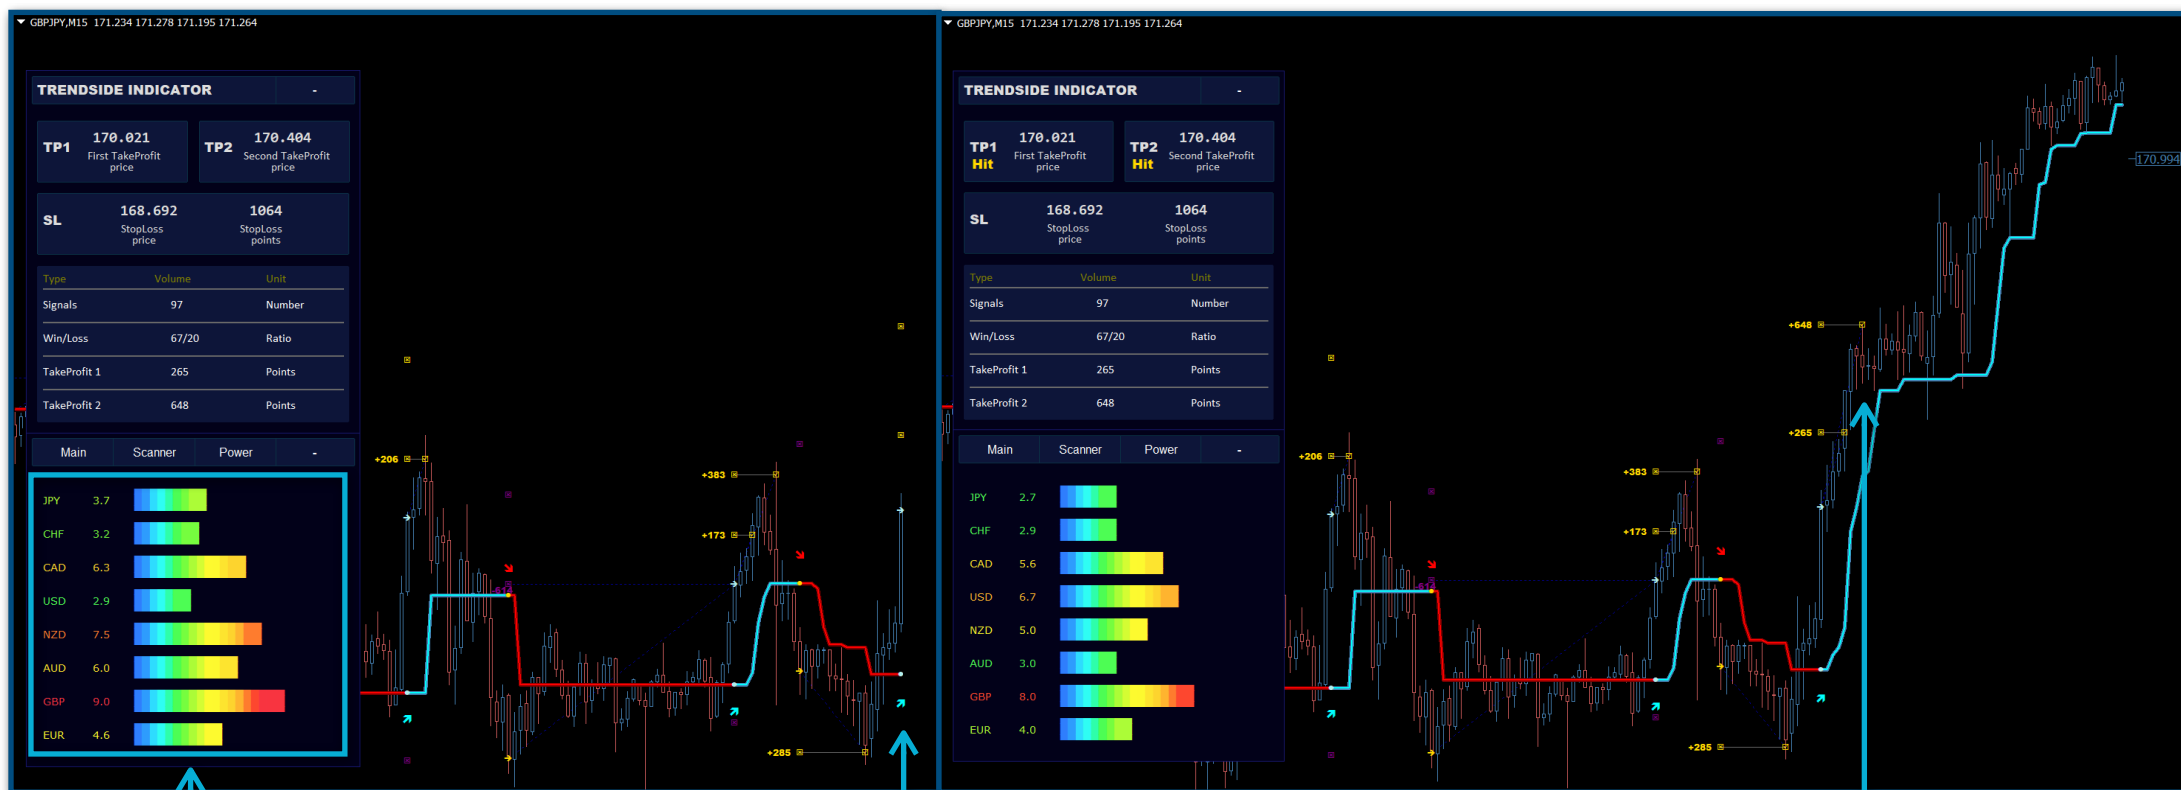 GBPJPY,M15 171.234 171.278 171.195 171.264
TRENDSIDE INDICATOR -
TP1 170.021 First TakeProfit price
TP2 170.404 Second TakeProfit price
SL 168.692 StopLoss price 1064 StopLoss points
Type Volume Unit
Signals 97 Number
Win/Loss 67/20 Ratio
TakeProfit 1 265 Points
TakeProfit 2 648 Points
Main Scanner Power -
JPY 3.7
CHF 3.2
CAD 6.3
USD 2.9
NZD 7.5
AUD 6.0
GBP 9.0
EUR 4.6
+206
+383
+173
+285
GBPJPY,M15 171.234 171.278 171.195 171.264
TRENDSIDE INDICATOR -
TP1 Hit 170.021 First TakeProfit price
TP2 Hit 170.404 Second TakeProfit price
SL 168.692 StopLoss price 1064 StopLoss points
Type Volume Unit
Signals 97 Number
Win/Loss 67/20 Ratio
TakeProfit 1 265 Points
TakeProfit 2 648 Points
Main Scanner Power -
JPY 2.7
CHF 2.9
CAD 5.6
USD 6.7
NZD 5.0
AUD 3.0
GBP 8.0
EUR 4.0
170.994
+648
+265
+206
+383
+173
+285